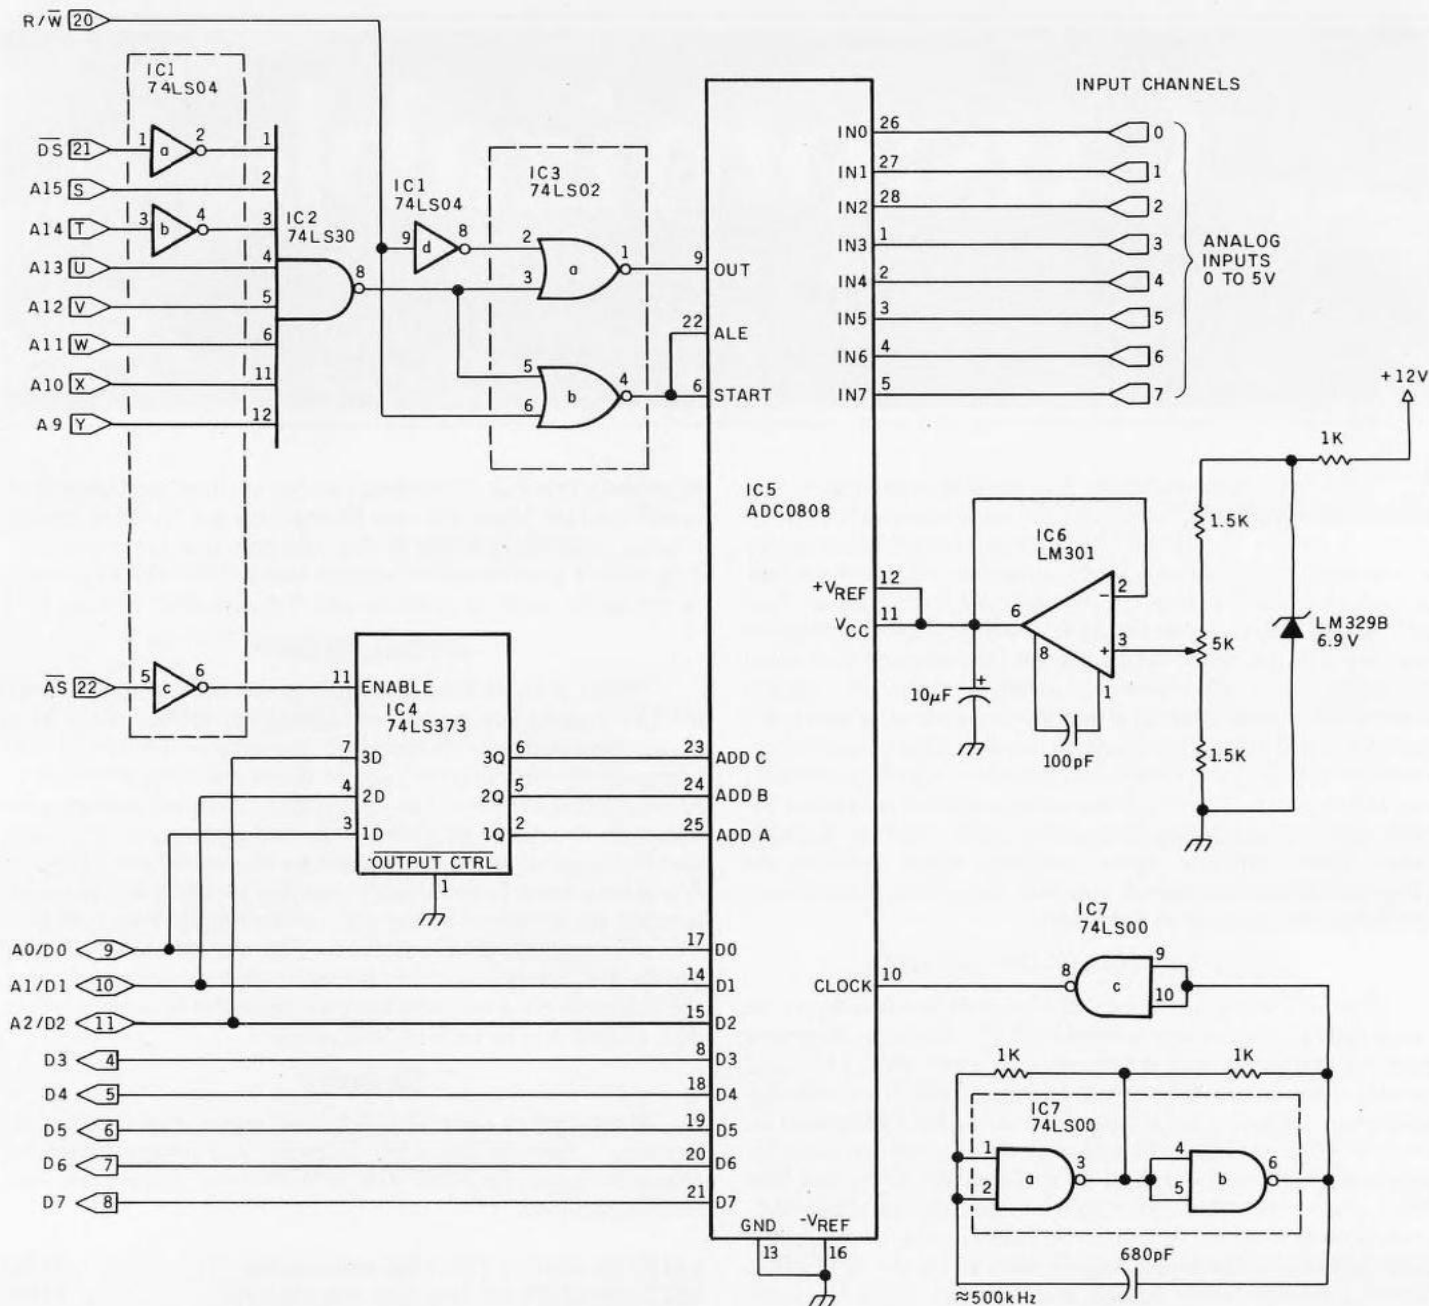 R/W̅ 20
IC1
74LS04
D̅S̅ 21 1 a 2 1
A15 S 2
A14 T 3 b 4 3
IC2
74LS30
A13 U 4
A12 V 5
8
A11 W 6
A10 X 11
A9 Y 12
IC1
74LS04
9 d 8
IC3
74LS02
2
3 a 1
5
6 b 4
9 OUT
22 ALE
6 START
IC5
ADC0808
INPUT CHANNELS
IN0 26 0
IN1 27 1
IN2 28 2
IN3 1 3
IN4 2 4
IN5 3 5
IN6 4 6
IN7 5 7
ANALOG
INPUTS
0 TO 5V
+12V
1K
1.5K
5K
1.5K
LM329B
6.9V
IC6
LM301
− 2
+ 3
6
8
1
100pF
+
10µF
+VREF 12
VCC 11
A̅S̅ 22 5 c 6
11 ENABLE
IC4
74LS373
7 3D 3Q 6 23 ADD C
4 2D 2Q 5 24 ADD B
3 1D 1Q 2 25 ADD A
O̅U̅T̅P̅U̅T̅ C̅T̅R̅L̅
1
A0/D0 9 17 D0
A1/D1 10 14 D1
A2/D2 11 15 D2
D3 4 8 D3
D4 5 18 D4
D5 6 19 D5
D6 7 20 D6
D7 8 21 D7
GND -VREF
13 16
IC7
74LS00
CLOCK 10
8 c 9
10
1K 1K
IC7
74LS00
1
2 a 3
4
5 b 6
680pF
≈500kHz